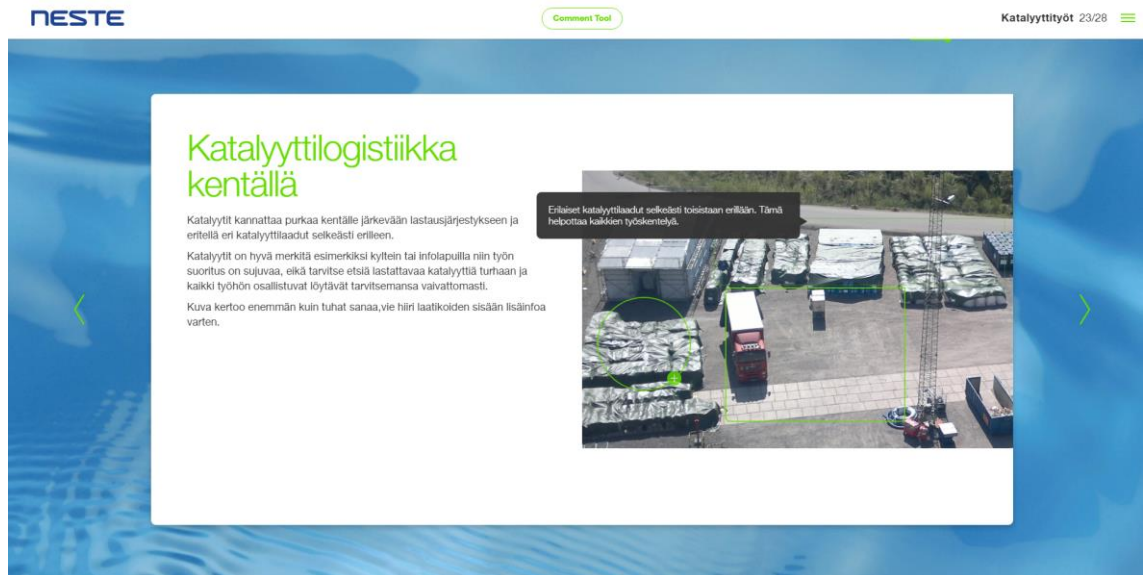 NESTE
Comment Tool
Katalyyttityöt 23/28
Katalyyttilogistiikka
kentällä
Katalyytit kannattaa purkaa kentälle järkevään lastausjärjestykseen ja
eritellä eri katalyyttilaadut selkeästi erilleen.
Katalyytit on hyvä merkitä esimerkiksi kyltein tai infolapuilla niin työn
suoritus on sujuvaa, eikä tarvitse etsiä lastattavaa katalyyttiä turhaan ja
kaikki työhön osallistuvat löytävät tarvitsemansa vaivattomasti.
Kuva kertoo enemmän kuin tuhat sanaa,vie hiiri laatikoiden sisään lisäinfoa
varten.
Erilaiset katalyyttilaadut selkeästi toisistaan erillään. Tämä
helpottaa kaikkien työskentelyä.